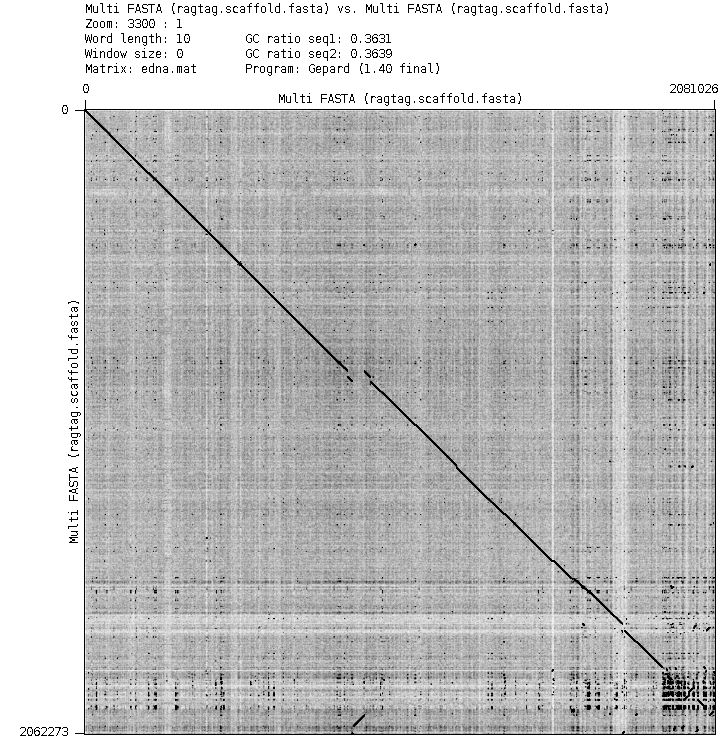 Multi FASTA (ragtag.scaffold.fasta) vs. Multi FASTA (ragtag.scaffold.fasta)
Zoom: 3300 : 1
Word length: 10 GC ratio seq1: 0.3631
Window size: 0 GC ratio seq2: 0.3639
Matrix: edna.mat Program: Gepard (1.40 final)
0 2081026
Multi FASTA (ragtag.scaffold.fasta)
0
Multi FASTA (ragtag.scaffold.fasta)
2062273